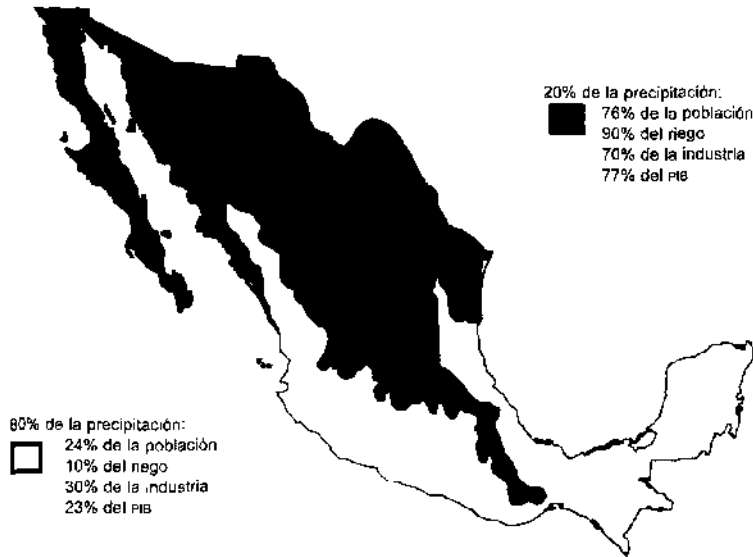 20% de la precipitación:
76% de la población
90% del riego
70% de la industria
77% del PIB
80% de la precipitación:
24% de la población
10% del riego
30% de la industria
23% del PIB